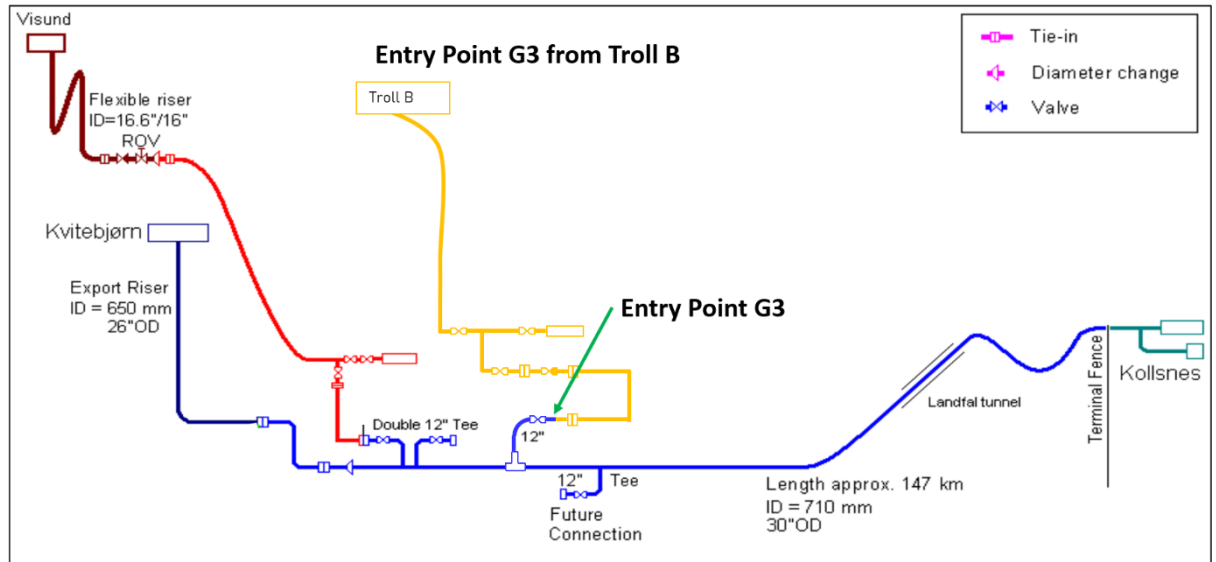 Visund
Entry Point G3 from Troll B
Tie-in
Diameter change
Valve
Troll B
Flexible riser
ID=16.6"/16"
ROV
Kvitebjørn
Export Riser
ID = 650 mm
26"OD
Entry Point G3
Kollsnes
Terminal Fence
Landfal tunnel
Double 12" Tee
12"
12"
Tee
Future
Connection
Length approx. 147 km
ID = 710 mm
30"OD